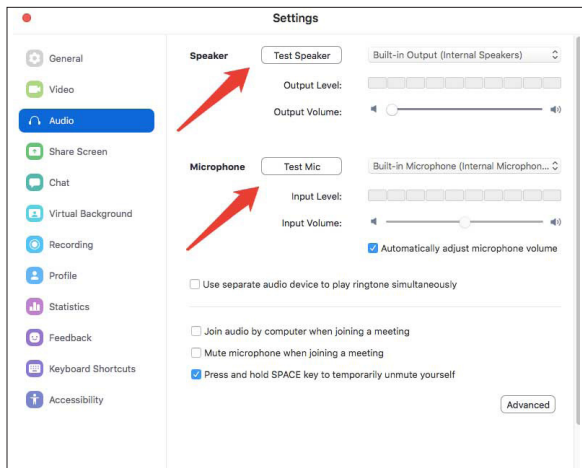 Settings
General
Video
Audio
Share Screen
Chat
Virtual Background
Recording
Profile
Statistics
Feedback
Keyboard Shortcuts
Accessibility
Speaker Test Speaker Built-in Output (Internal Speakers)
Output Level:
Output Volume:
Microphone Test Mic Built-in Microphone (Internal Microphon...
Input Level:
Input Volume:
Automatically adjust microphone volume
Use separate audio device to play ringtone simultaneously
Join audio by computer when joining a meeting
Mute microphone when joining a meeting
Press and hold SPACE key to temporarily unmute yourself
Advanced